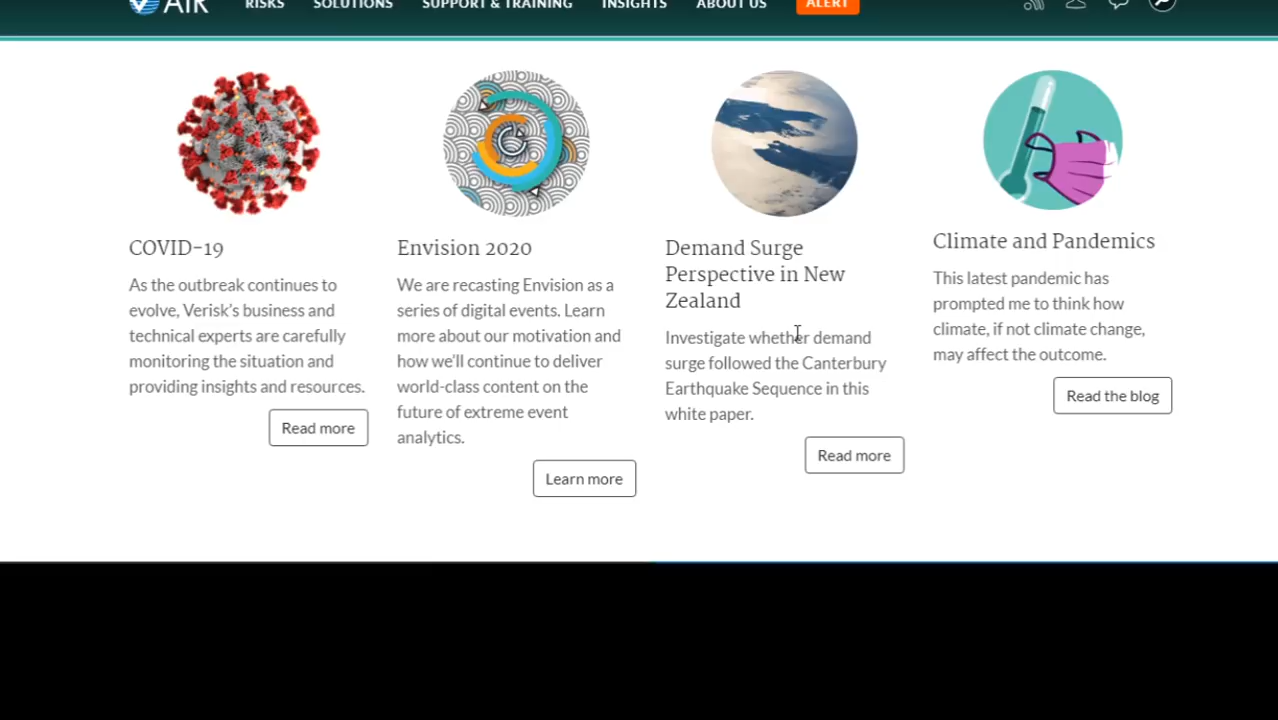 AIR
RISKS
SOLUTIONS
SUPPORT & TRAINING
INSIGHTS
ABOUT US
ALERT
COVID-19
As the outbreak continues to
evolve, Verisk's business and
technical experts are carefully
monitoring the situation and
providing insights and resources.
Read more
Envision 2020
We are recasting Envision as a
series of digital events. Learn
more about our motivation and
how we'll continue to deliver
world-class content on the
future of extreme event
analytics.
Learn more
Demand Surge
Perspective in New
Zealand
Investigate whether demand
surge followed the Canterbury
Earthquake Sequence in this
white paper.
Read more
Climate and Pandemics
This latest pandemic has
prompted me to think how
climate, if not climate change,
may affect the outcome.
Read the blog